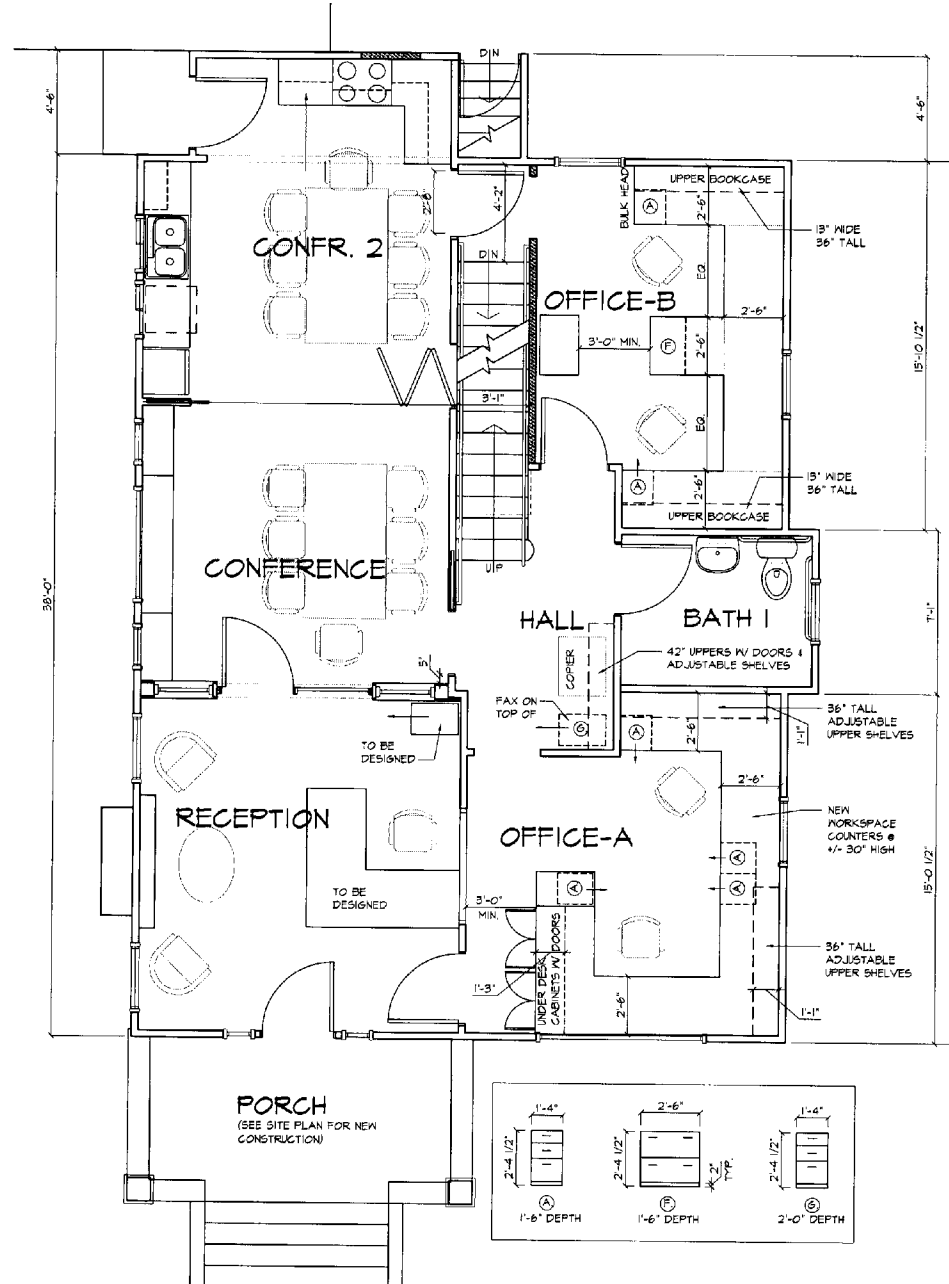 DN
4'-6"
4'-6"
UPPER BOOKCASE
BULK HEAD
A
2'-6"
13" WIDE
36" TALL
2'-6"
4'-2"
CONFR. 2
DN
OFFICE-B
EQ.
2'-6"
3'-0" MIN.
F
2'-6"
15'-10 1/2"
3'-1"
EQ.
A
2'-6"
13" WIDE
36" TALL
UPPER BOOKCASE
CONFERENCE
UP
38'-0"
HALL
BATH 1
7'-1"
COPIER
42" UPPERS W/ DOORS &
ADJUSTABLE SHELVES
5"
FAX ON
TOP OF
G
A
2'-6"
1'-1"
36" TALL
ADJUSTABLE
UPPER SHELVES
TO BE
DESIGNED
2'-6"
RECEPTION
OFFICE-A
NEW
WORKSPACE
COUNTERS @
+/- 30" HIGH
A
A
A
15'-0 1/2"
TO BE
DESIGNED
3'-0"
MIN.
UNDER DESK
CABINETS W/ DOORS
1'-3"
2'-6"
36" TALL
ADJUSTABLE
UPPER SHELVES
1'-1"
PORCH
(SEE SITE PLAN FOR NEW
CONSTRUCTION)
1'-4"
2'-6"
1'-4"
2'-4 1/2"
2'-4 1/2"
2"
TYP.
2'-4 1/2"
A
F
G
1'-6" DEPTH
1'-6" DEPTH
2'-0" DEPTH